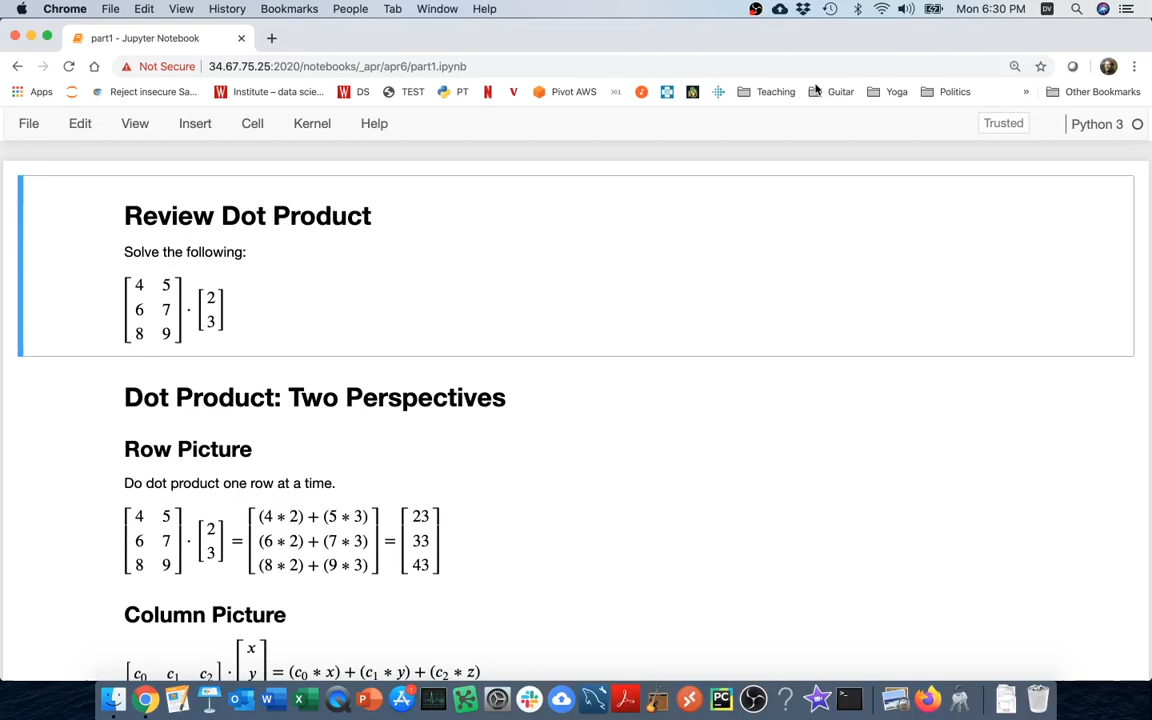 Chrome File Edit View History Bookmarks People Tab Window Help Mon 6:30 PM DV
part1 - Jupyter Notebook
Not Secure 34.67.75.25:2020/notebooks/_apr/apr6/part1.ipynb
Apps Reject insecure Sa... Institute – data scie... DS TEST PT Pivot AWS 301 Guitar Teaching Yoga Politics » Other Bookmarks
File Edit View Insert Cell Kernel Help Trusted Python 3
Review Dot Product
Solve the following:
[4 5
6 7
8 9] · [2
3]
Dot Product: Two Perspectives
Row Picture
Do dot product one row at a time.
[4 5
6 7
8 9] · [2
3] = [(4 * 2) + (5 * 3)
(6 * 2) + (7 * 3)
(8 * 2) + (9 * 3)] = [23
33
43]
Column Picture
[c₀ c₁ c₂] · [x
y = (c₀ * x) + (c₁ * y) + (c₂ * z)